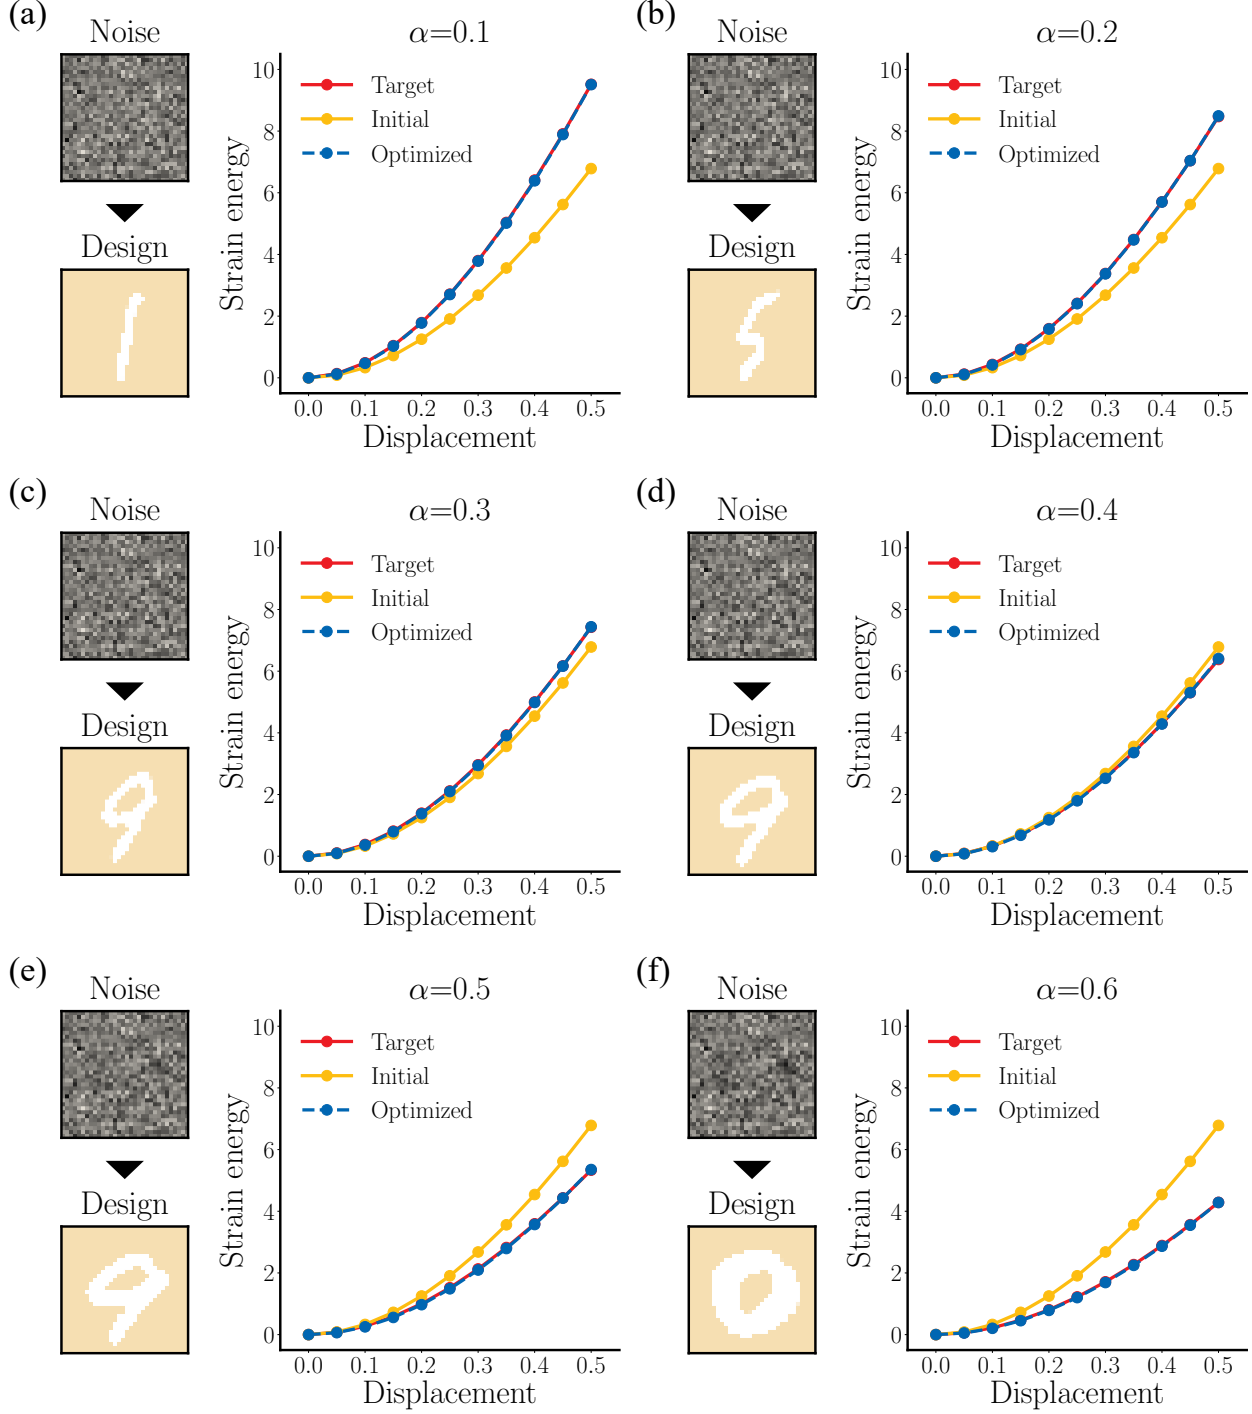 (a)
Noise
Design
α=0.1
Strain energy
10
8
6
4
2
0
Target
Initial
Optimized
0.0 0.1 0.2 0.3 0.4 0.5
Displacement
(b)
Noise
Design
α=0.2
Strain energy
10
8
6
4
2
0
Target
Initial
Optimized
0.0 0.1 0.2 0.3 0.4 0.5
Displacement
(c)
Noise
Design
α=0.3
Strain energy
10
8
6
4
2
0
Target
Initial
Optimized
0.0 0.1 0.2 0.3 0.4 0.5
Displacement
(d)
Noise
Design
α=0.4
Strain energy
10
8
6
4
2
0
Target
Initial
Optimized
0.0 0.1 0.2 0.3 0.4 0.5
Displacement
(e)
Noise
Design
α=0.5
Strain energy
10
8
6
4
2
0
Target
Initial
Optimized
0.0 0.1 0.2 0.3 0.4 0.5
Displacement
(f)
Noise
Design
α=0.6
Strain energy
10
8
6
4
2
0
Target
Initial
Optimized
0.0 0.1 0.2 0.3 0.4 0.5
Displacement